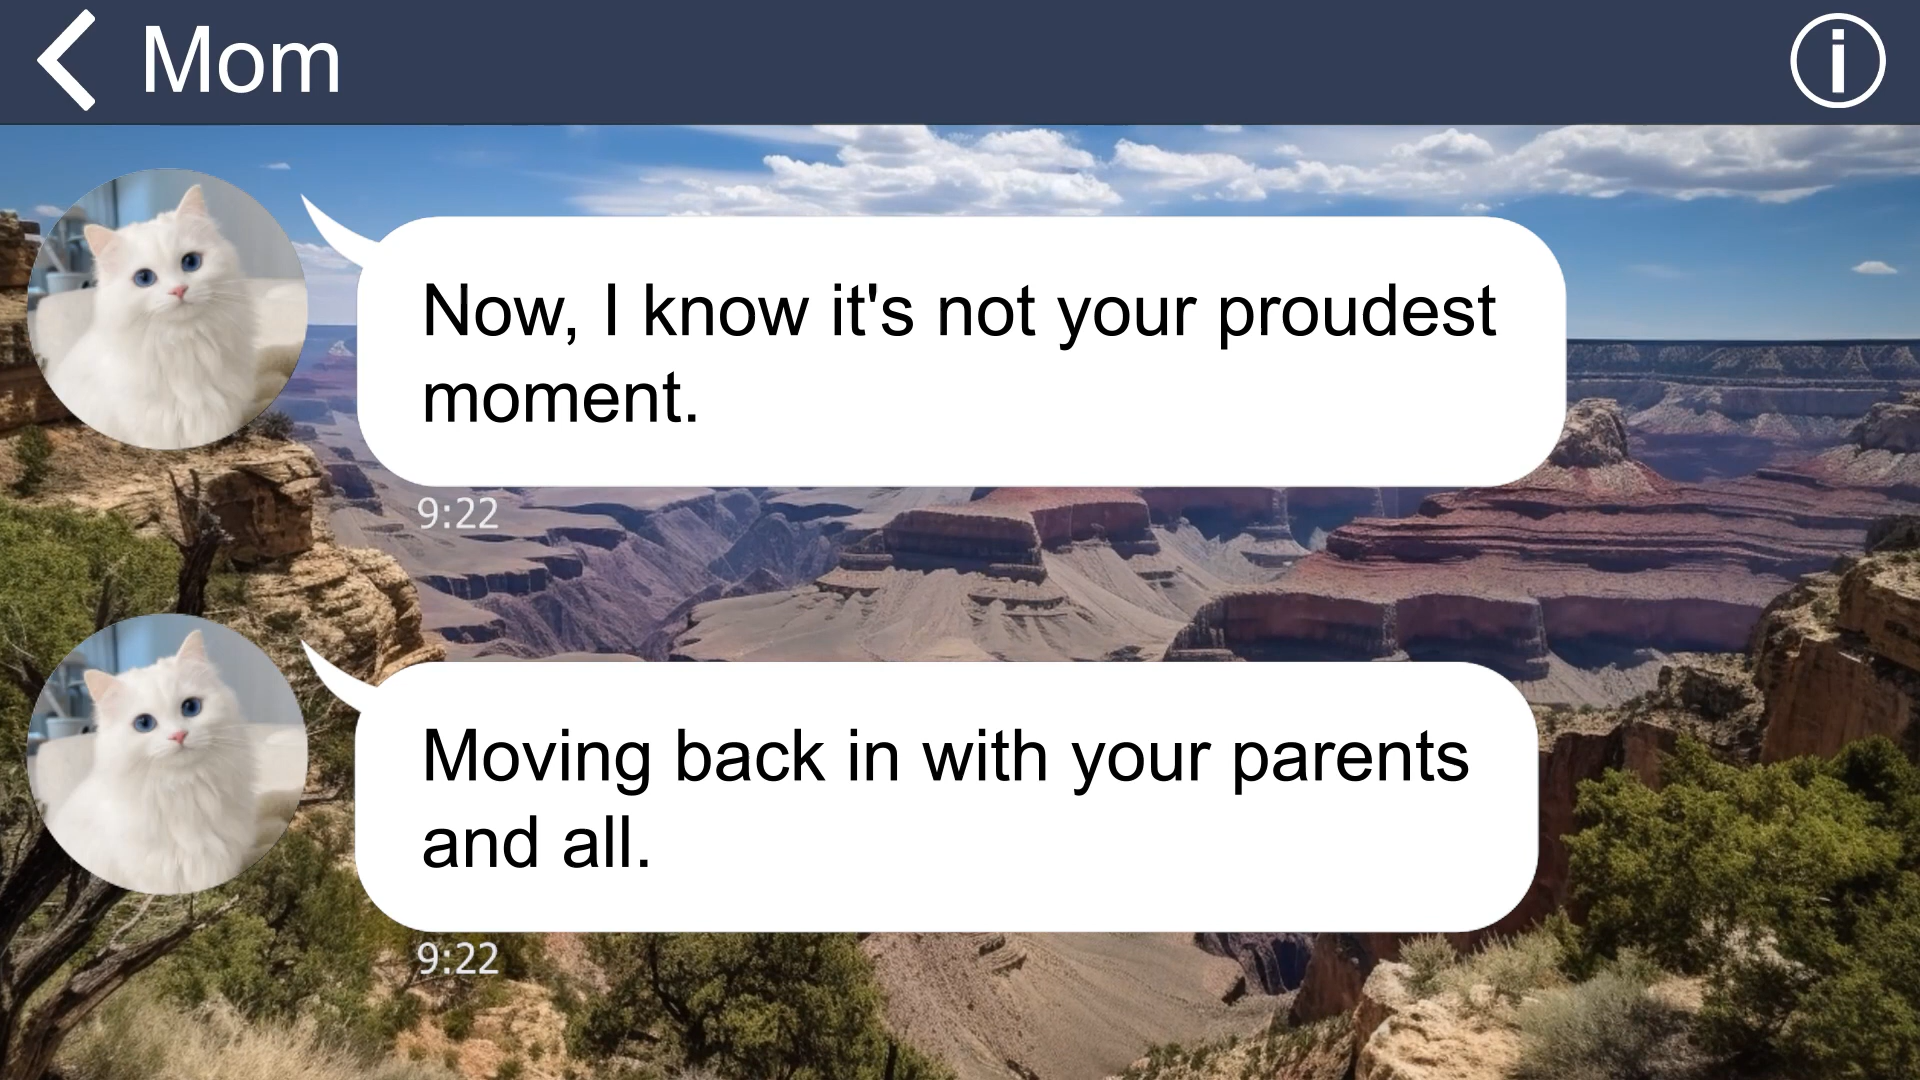 Mom
Now, I know it's not your proudest
moment.
9:22
Moving back in with your parents
and all.
9:22